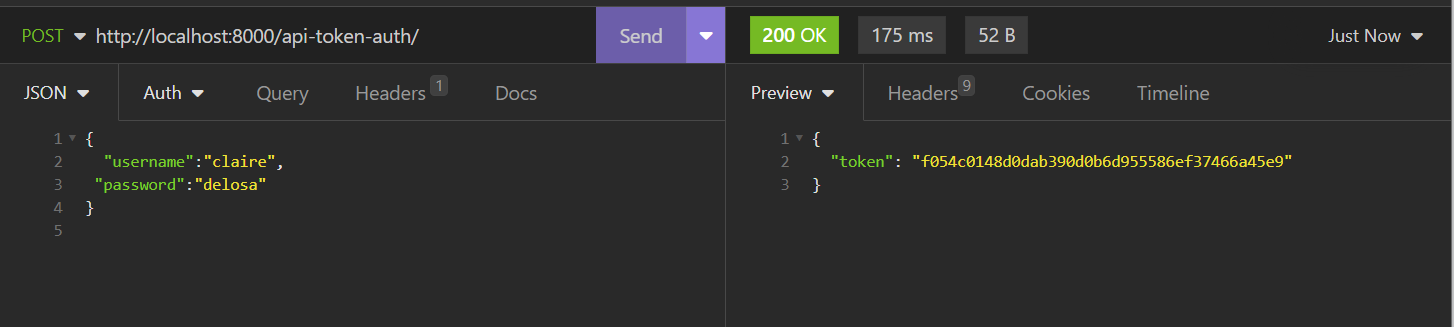 POST http://localhost:8000/api-token-auth/ Send 200 OK 175 ms 52 B Just Now
JSON Auth Query Headers 1 Docs Preview Headers 9 Cookies Timeline
1 {
2 "username":"claire",
3 "password":"delosa"
4 }
5
1 {
2 "token": "f054c0148d0dab390d0b6d955586ef37466a45e9"
3 }